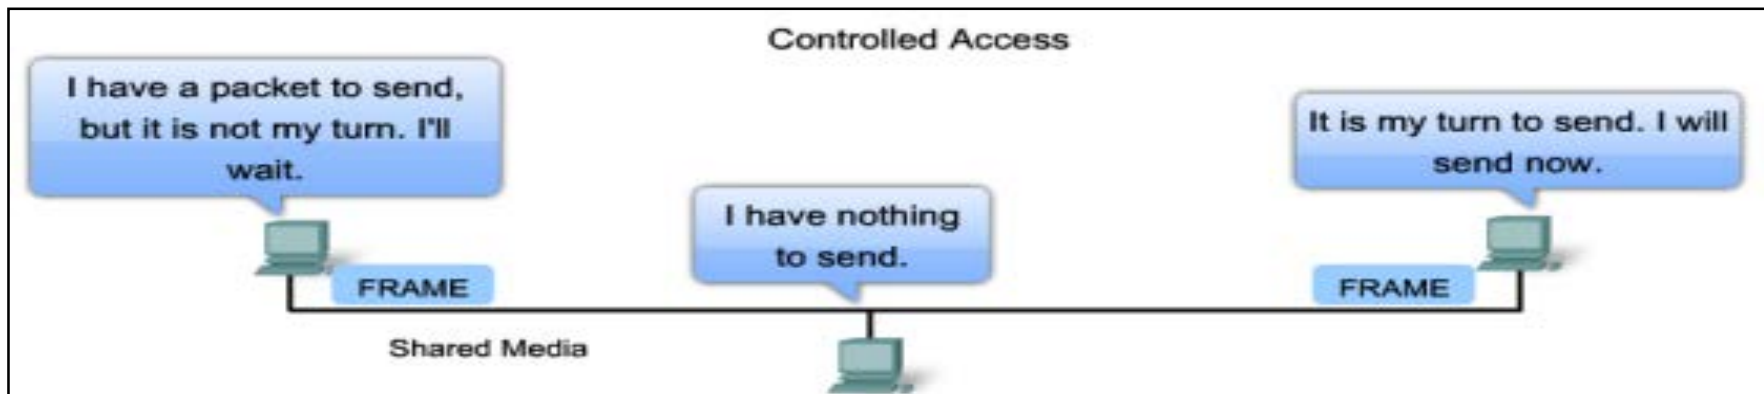 Controlled Access
I have a packet to send,
but it is not my turn. I'll
wait.
It is my turn to send. I will
send now.
I have nothing
to send.
FRAME
FRAME
Shared Media